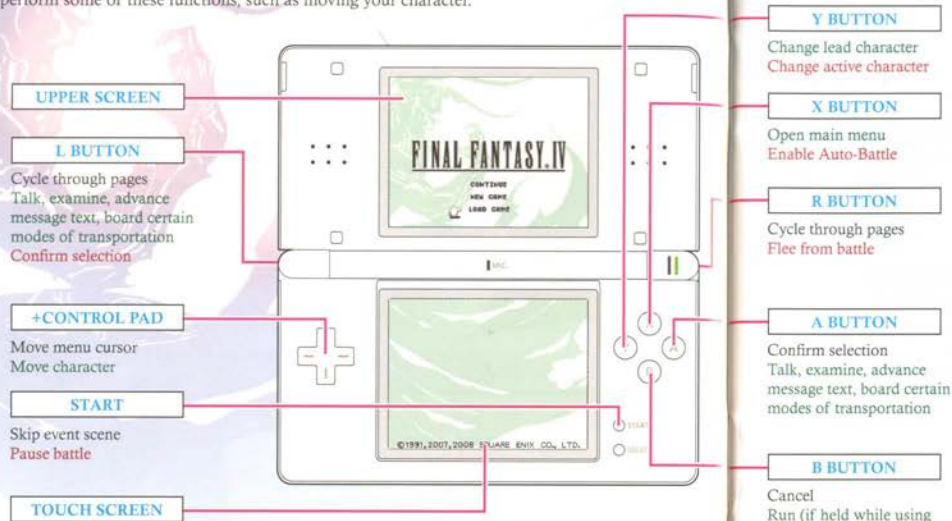 perform some of these functions, such as moving your character.
UPPER SCREEN
L BUTTON
Cycle through pages
Talk, examine, advance
message text, board certain
modes of transportation
Confirm selection
+CONTROL PAD
Move menu cursor
Move character
START
Skip event scene
Pause battle
TOUCH SCREEN
FINAL FANTASY IV
CONTINUE
NEW GAME
LOAD GAME
MIC.
X
Y
A
B
START
SELECT
©1991, 2007, 2008 SQUARE ENIX CO., LTD.
Y BUTTON
Change lead character
Change active character
X BUTTON
Open main menu
Enable Auto-Battle
R BUTTON
Cycle through pages
Flee from battle
A BUTTON
Confirm selection
Talk, examine, advance
message text, board certain
modes of transportation
B BUTTON
Cancel
Run (if held while using